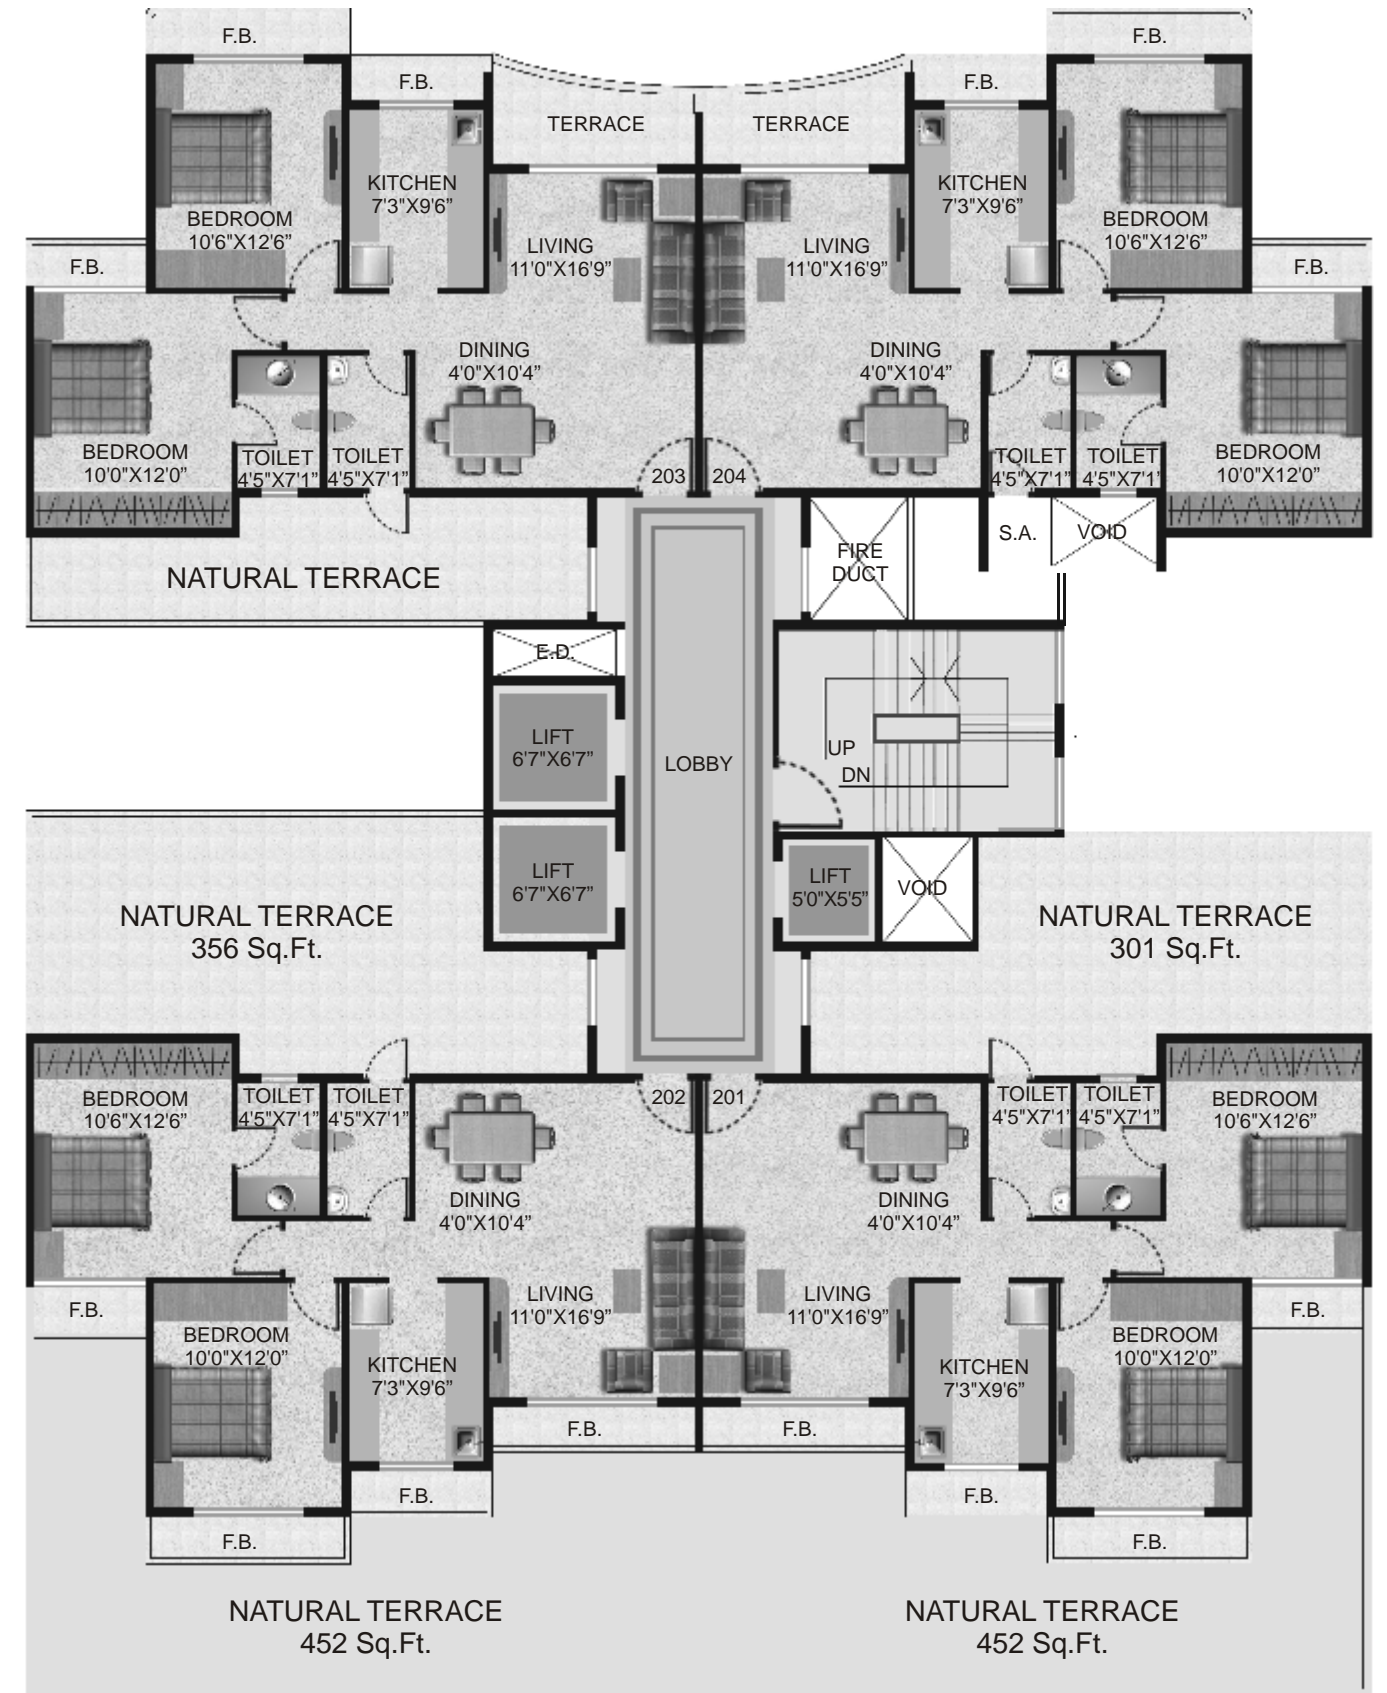 F.B.
F.B.
F.B.
F.B.
TERRACE
TERRACE
KITCHEN
7'3"X9'6"
KITCHEN
7'3"X9'6"
BEDROOM
10'6"X12'6"
BEDROOM
10'6"X12'6"
LIVING
11'0"X16'9"
LIVING
11'0"X16'9"
F.B.
F.B.
DINING
4'0"X10'4"
DINING
4'0"X10'4"
BEDROOM
10'0"X12'0"
TOILET
4'5"X7'1"
TOILET
4'5"X7'1"
203
204
TOILET
4'5"X7'1"
TOILET
4'5"X7'1"
BEDROOM
10'0"X12'0"
S.A.
VOID
FIRE
DUCT
NATURAL TERRACE
E.D.
LIFT
6'7"X6'7"
LOBBY
UP
DN
LIFT
6'7"X6'7"
LIFT
5'0"X5'5"
VOID
NATURAL TERRACE
356 Sq.Ft.
NATURAL TERRACE
301 Sq.Ft.
BEDROOM
10'6"X12'6"
TOILET
4'5"X7'1"
TOILET
4'5"X7'1"
202
201
TOILET
4'5"X7'1"
TOILET
4'5"X7'1"
BEDROOM
10'6"X12'6"
DINING
4'0"X10'4"
DINING
4'0"X10'4"
LIVING
11'0"X16'9"
LIVING
11'0"X16'9"
F.B.
F.B.
BEDROOM
10'0"X12'0"
KITCHEN
7'3"X9'6"
KITCHEN
7'3"X9'6"
BEDROOM
10'0"X12'0"
F.B.
F.B.
F.B.
F.B.
F.B.
F.B.
NATURAL TERRACE
452 Sq.Ft.
NATURAL TERRACE
452 Sq.Ft.